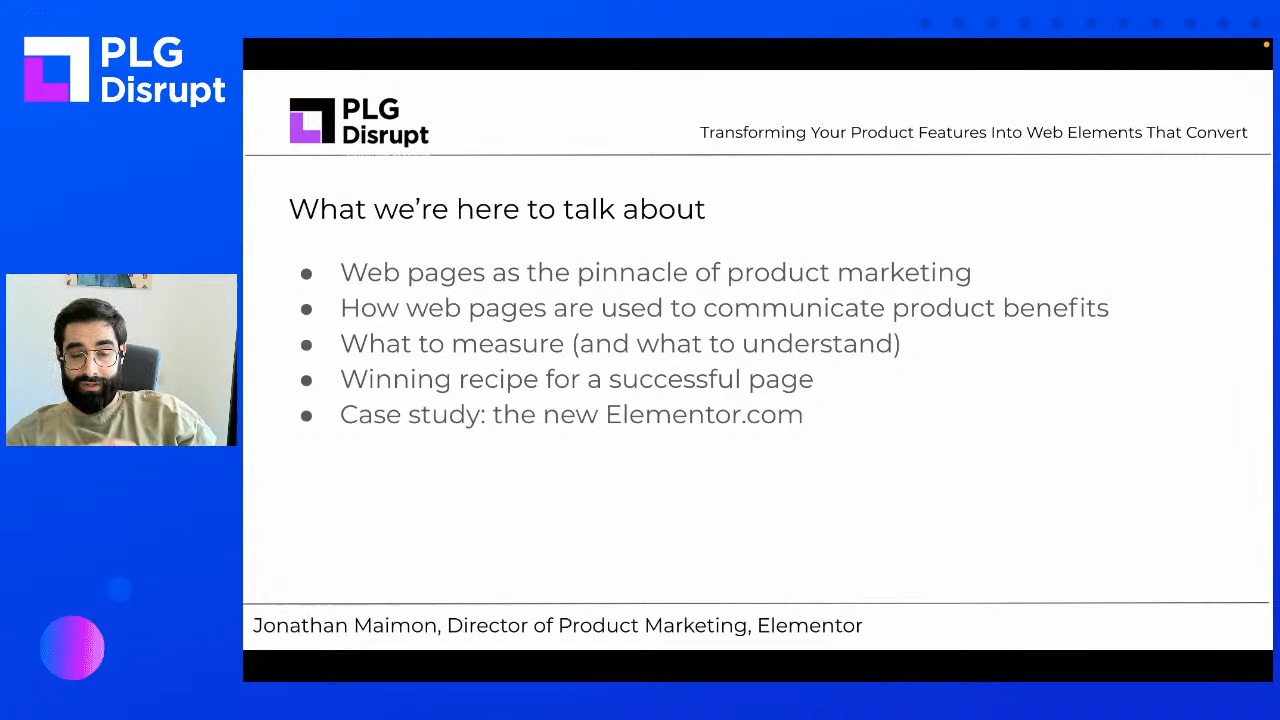 PLG
Disrupt
PLG
Disrupt
Transforming Your Product Features Into Web Elements That Convert
What we’re here to talk about
● Web pages as the pinnacle of product marketing
● How web pages are used to communicate product benefits
● What to measure (and what to understand)
● Winning recipe for a successful page
● Case study: the new Elementor.com
Jonathan Maimon, Director of Product Marketing, Elementor